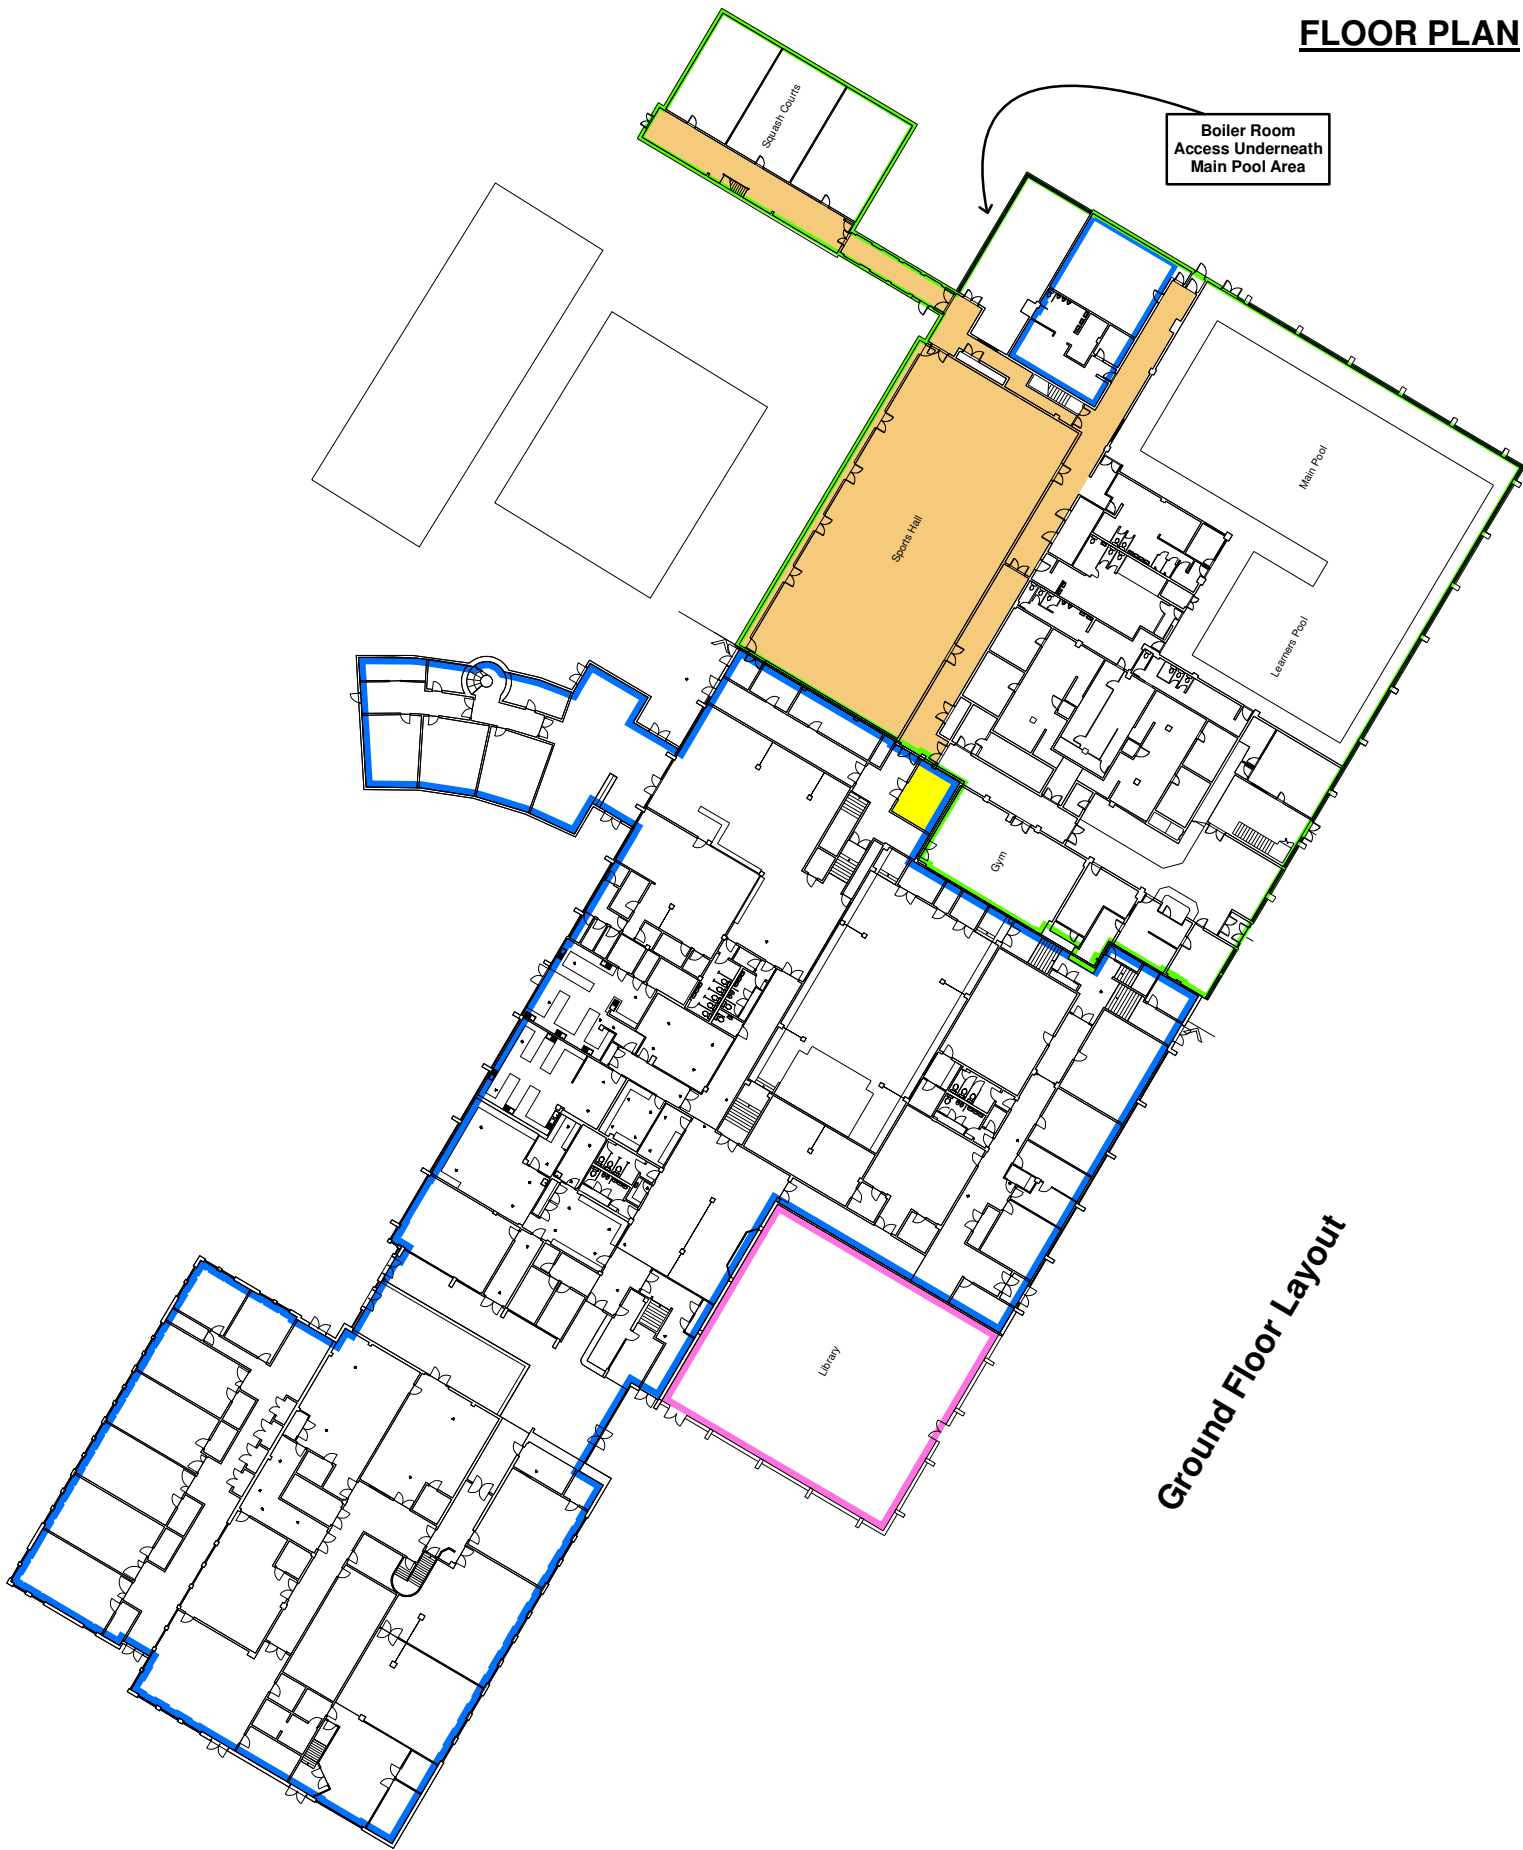 FLOOR PLAN
Boiler Room
Access Underneath
Main Pool Area
Squash Courts
Main Pool
Sports Hall
Learners Pool
Gym
Library
Ground Floor Layout